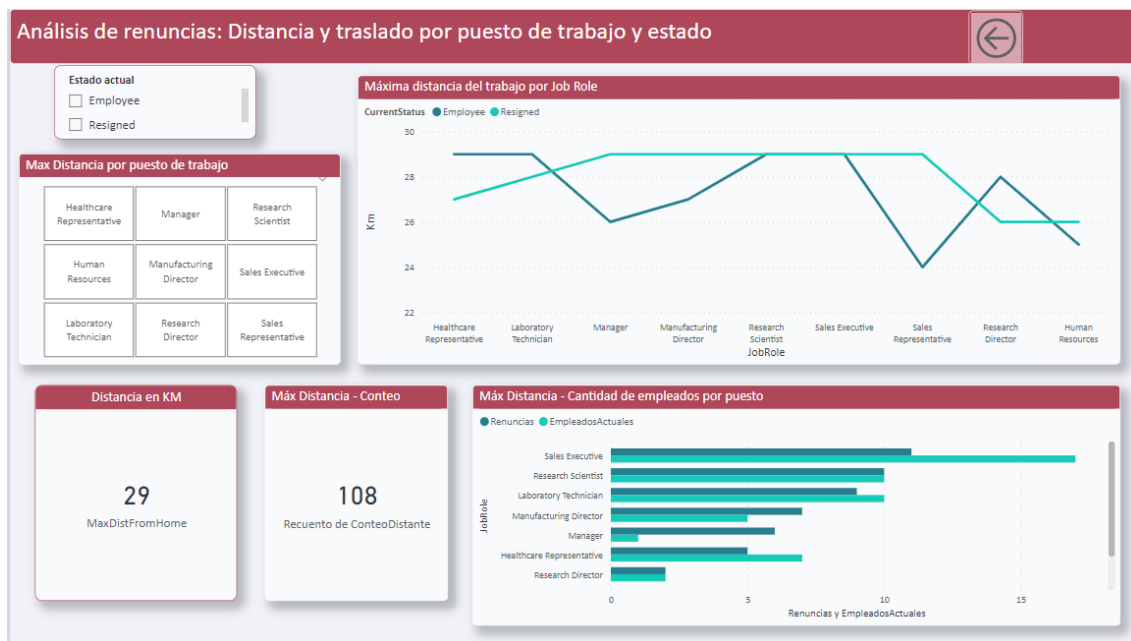 Análisis de renuncias: Distancia y traslado por puesto de trabajo y estado
Estado actual
Employee
Resigned
Max Distancia por puesto de trabajo
Healthcare
Representative
Manager
Research
Scientist
Human
Resources
Manufacturing
Director
Sales Executive
Laboratory
Technician
Research
Director
Sales
Representative
Máxima distancia del trabajo por Job Role
CurrentStatus Employee Resigned
30
28
26
24
22
Km
Healthcare
Representative
Laboratory
Technician
Manager
Manufacturing
Director
Research
Scientist
Sales Executive
Sales
Representative
Research
Director
Human
Resources
JobRole
Distancia en KM
29
MaxDistFromHome
Máx Distancia - Conteo
108
Recuento de ConteoDistante
Máx Distancia - Cantidad de empleados por puesto
Renuncias EmpleadosActuales
JobRole
Sales Executive
Research Scientist
Laboratory Technician
Manufacturing Director
Manager
Healthcare Representative
Research Director
0 5 10 15
Renuncias y EmpleadosActuales